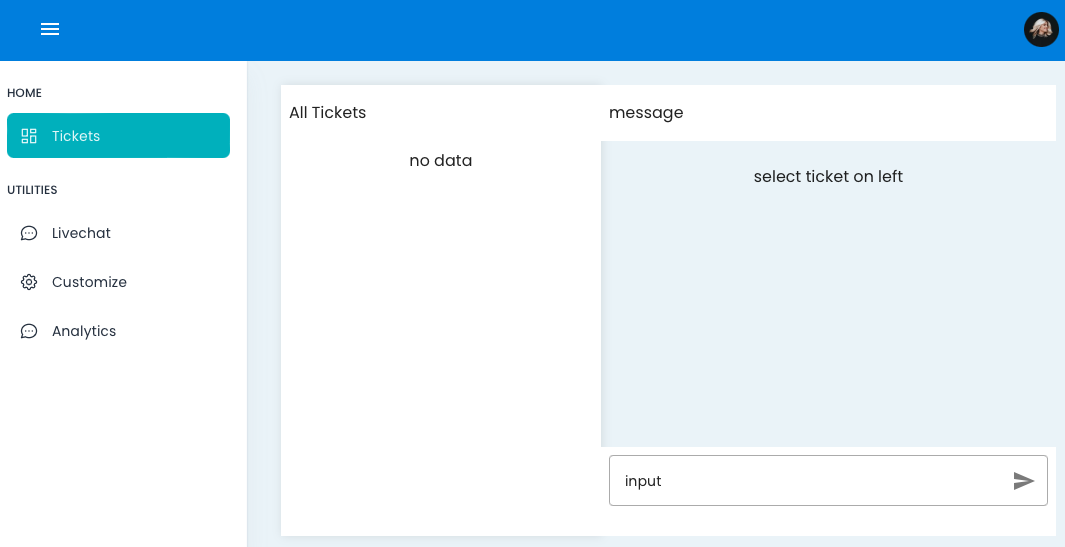 HOME
Tickets
UTILITIES
Livechat
Customize
Analytics
All Tickets
no data
message
select ticket on left
input